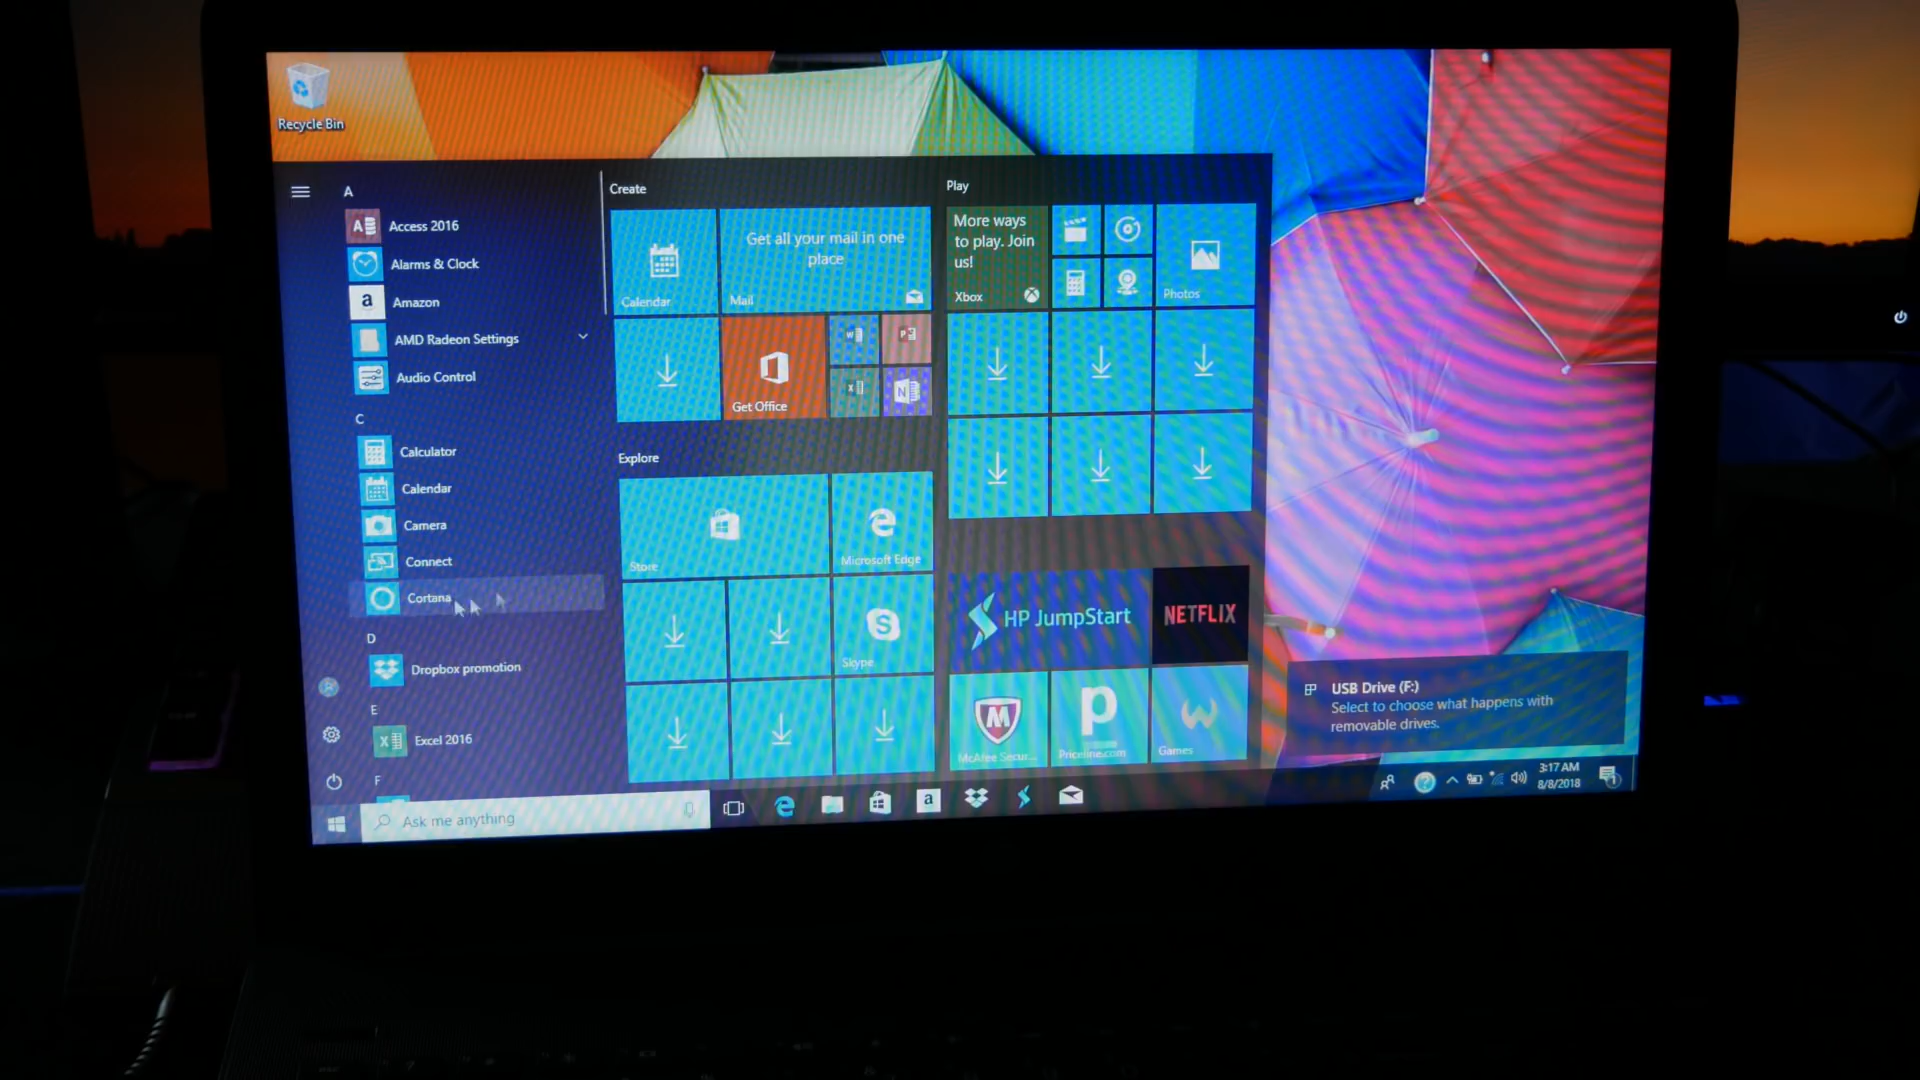 Recycle Bin
A
Access 2016
Alarms & Clock
Amazon
AMD Radeon Settings
Audio Control
C
Calculator
Calendar
Camera
Connect
Cortana
D
Dropbox promotion
E
Excel 2016
F
Ask me anything
Create
Calendar
Get all your mail in one
place
Mail
Get Office
Explore
Store
Microsoft Edge
Skype
Play
More ways
to play. Join
us!
Xbox
Photos
HP JumpStart
NETFLIX
McAfee Secur...
Priceline.com
Games
USB Drive (F:)
Select to choose what happens with
removable drives.
3:17 AM
8/8/2018